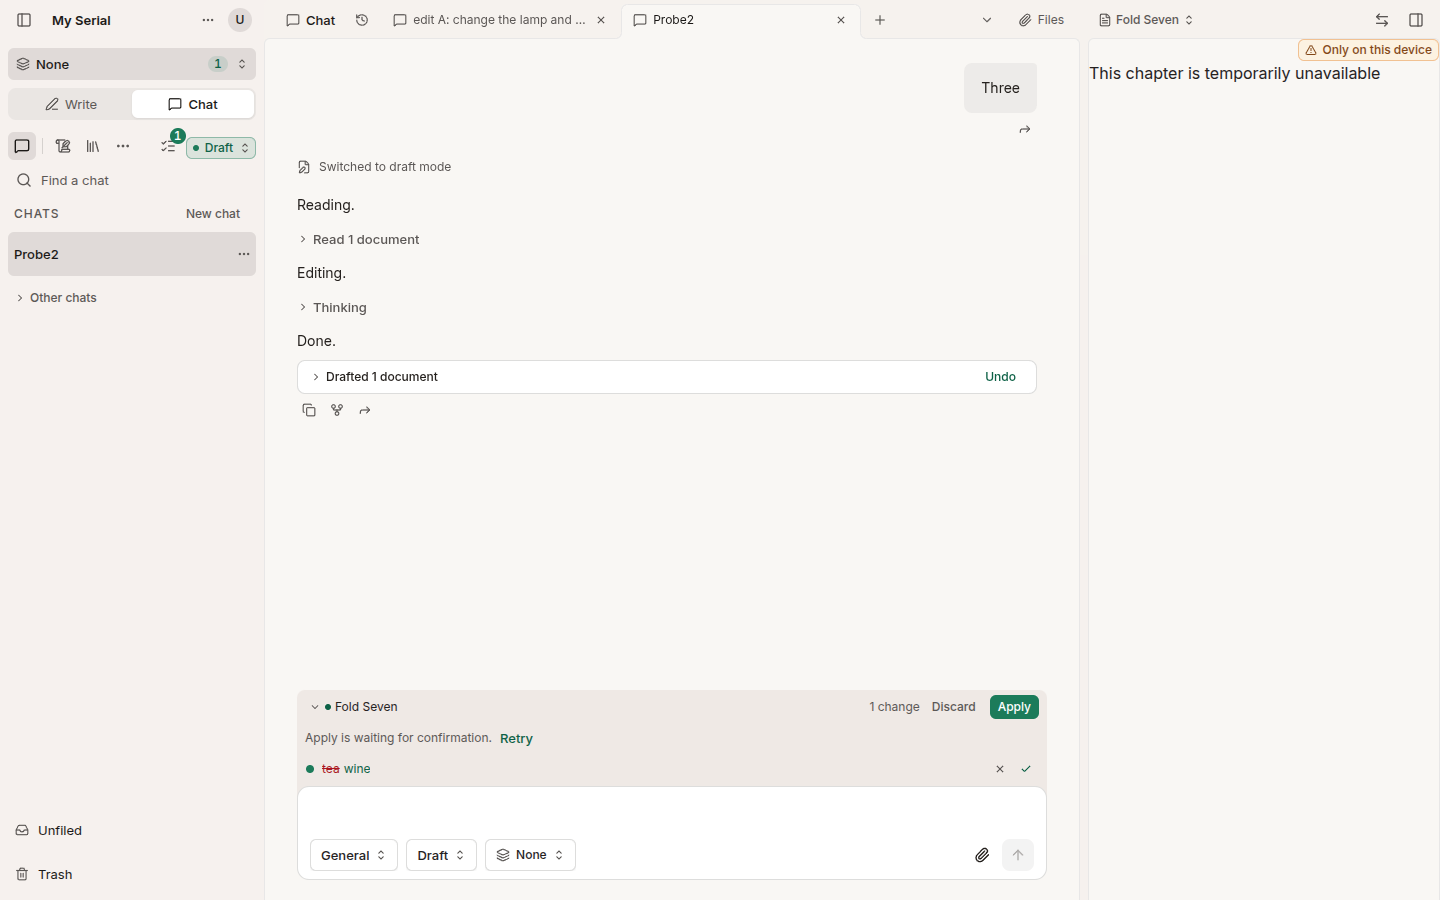 My Serial
U
None
1
Write
Chat
1
Draft
Find a chat
CHATS
New chat
Probe2
Other chats
Unfiled
Trash
Chat
edit A: change the lamp and ...
Probe2
Files
Three
Switched to draft mode
Reading.
Read 1 document
Editing.
Thinking
Done.
Drafted 1 document
Undo
Fold Seven
1 change
Discard
Apply
Apply is waiting for confirmation.
Retry
tea wine
General
Draft
None
Fold Seven
Only on this device
This chapter is temporarily unavailable